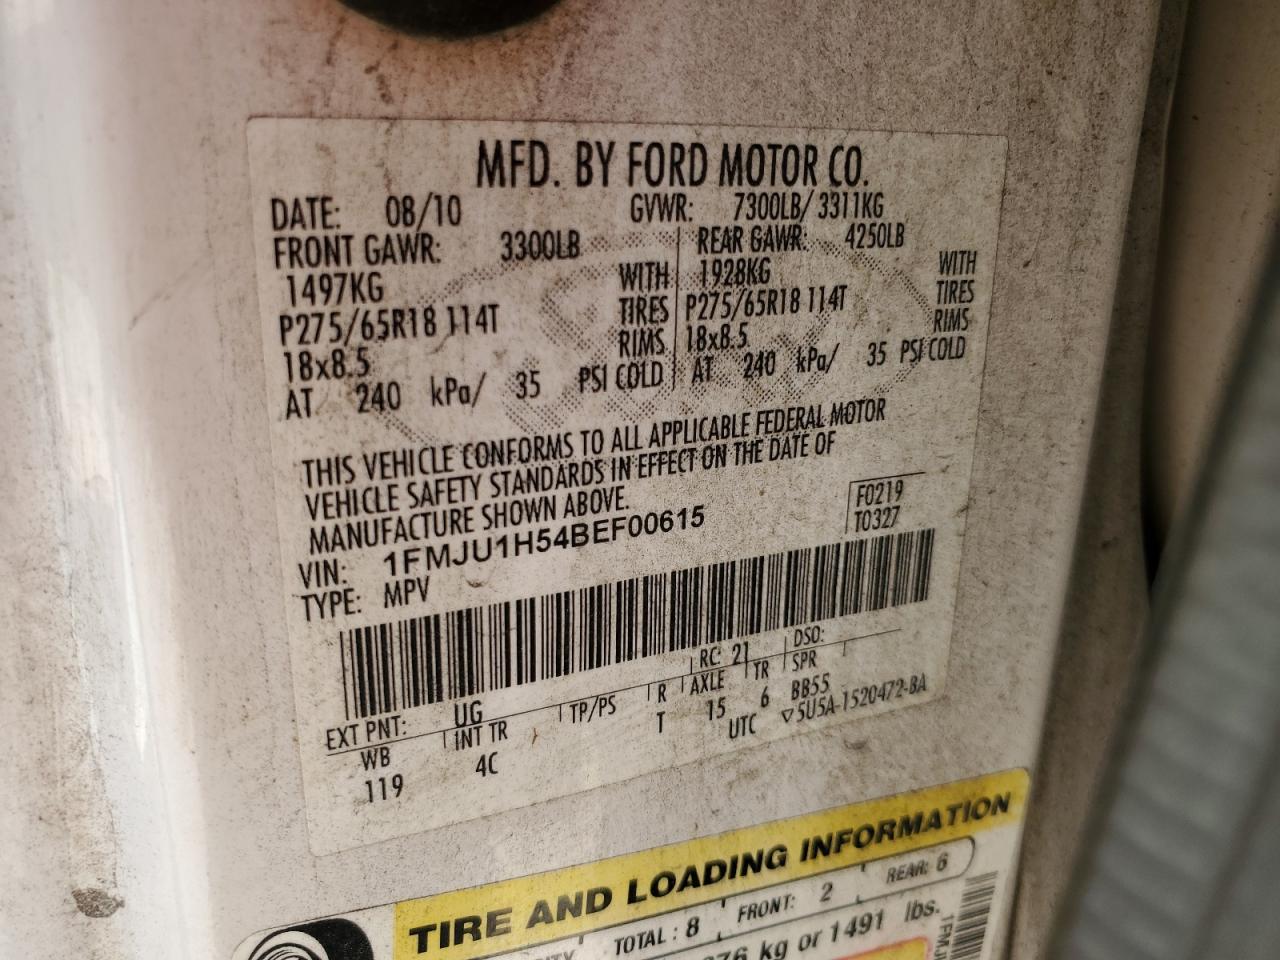 MFD. BY FORD MOTOR CO.
DATE: 08/10 GVWR: 7300LB/ 3311KG
FRONT GAWR: 3300LB REAR GAWR: 4250LB
1497KG WITH 1928KG WITH
P275/65R18 114T TIRES P275/65R18 114T TIRES
18x8.5 RIMS 18x8.5 RIMS
AT 240 kPa/ 35 PSI COLD AT 240 kPa/ 35 PSI COLD
THIS VEHICLE CONFORMS TO ALL APPLICABLE FEDERAL MOTOR
VEHICLE SAFETY STANDARDS IN EFFECT ON THE DATE OF
MANUFACTURE SHOWN ABOVE.
F0219
T0327
VIN: 1FMJU1H54BEF00615
TYPE: MPV
EXT PNT: UG RC: 21 DSO:
WB INT TR TP/PS R AXLE TR SPR
119 4C T 15 6 BB55
UTC ▽5U5A-1520472-BA
TIRE AND LOADING INFORMATION
TOTAL: 8 FRONT: 2 REAR: 6
kg or 1491 lbs.